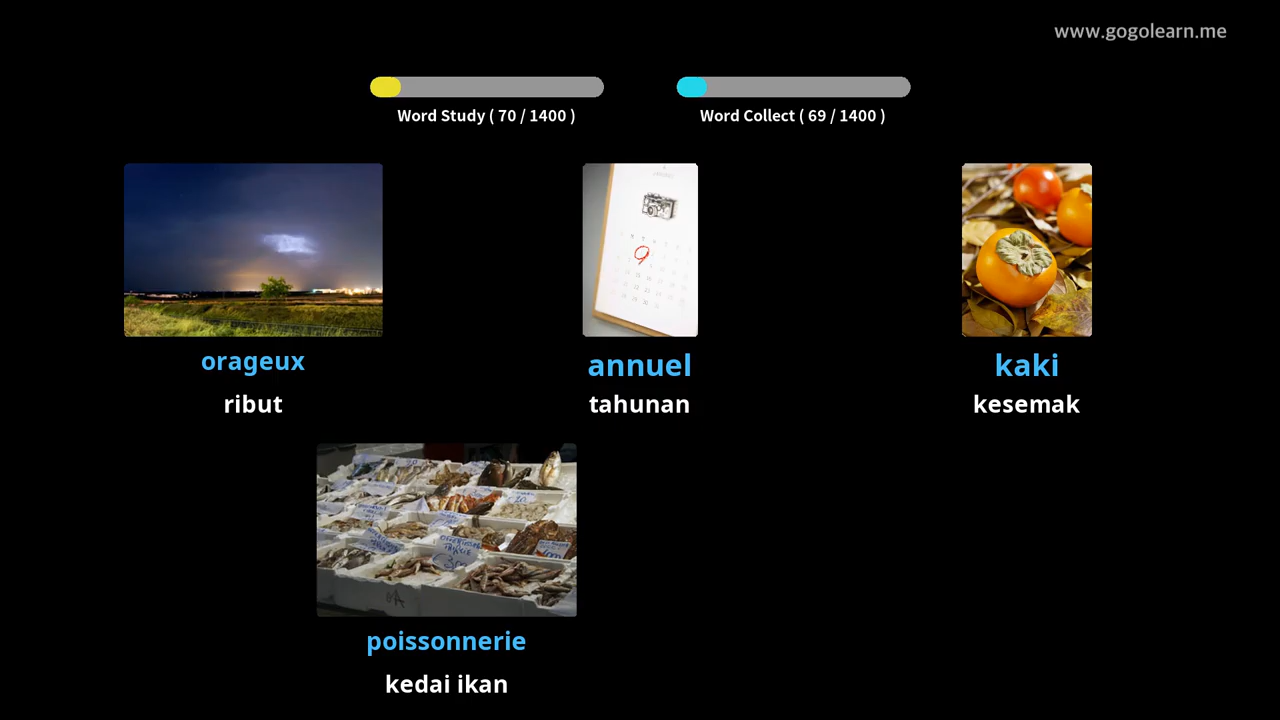 www.gogolearn.me
Word Study ( 70 / 1400 )
Word Collect ( 69 / 1400 )
orageux
annuel
kaki
ribut
tahunan
kesemak
poissonnerie
kedai ikan